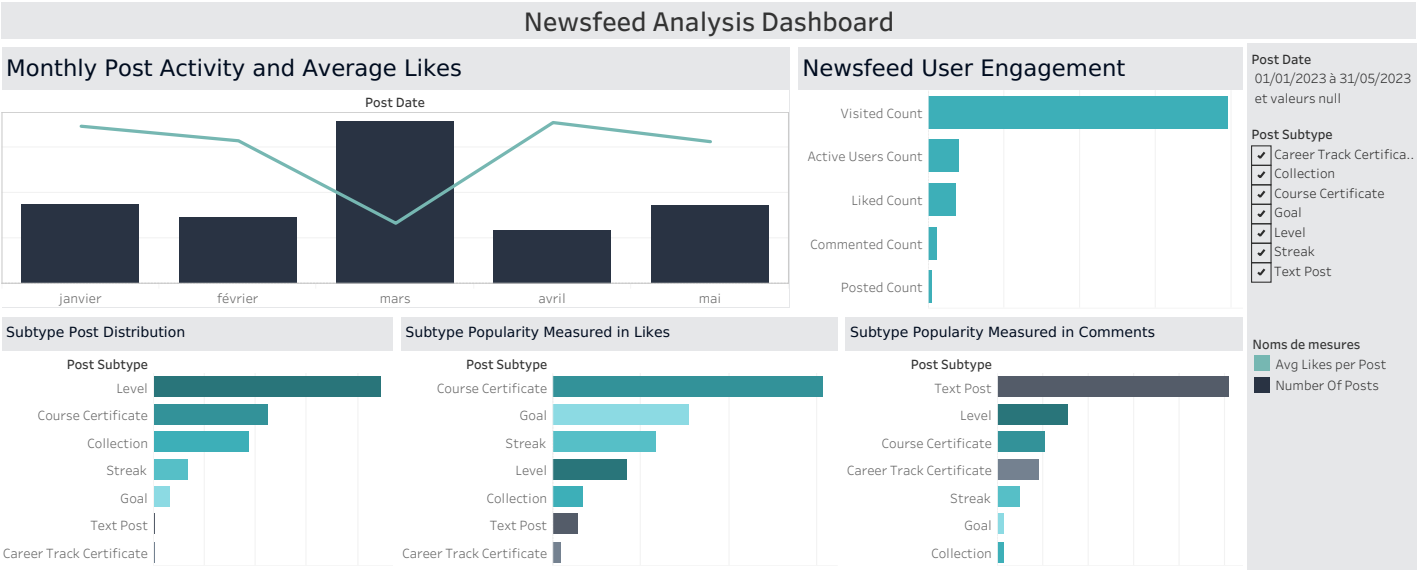 Newsfeed Analysis Dashboard
Monthly Post Activity and Average Likes
Post Date
janvier
février
mars
avril
mai
Newsfeed User Engagement
Visited Count
Active Users Count
Liked Count
Commented Count
Posted Count
Post Date
01/01/2023 à 31/05/2023
et valeurs null
Post Subtype
Career Track Certifica..
Collection
Course Certificate
Goal
Level
Streak
Text Post
Noms de mesures
Avg Likes per Post
Number Of Posts
Subtype Post Distribution
Post Subtype
Level
Course Certificate
Collection
Streak
Goal
Text Post
Career Track Certificate
Subtype Popularity Measured in Likes
Post Subtype
Course Certificate
Goal
Streak
Level
Collection
Text Post
Career Track Certificate
Subtype Popularity Measured in Comments
Post Subtype
Text Post
Level
Course Certificate
Career Track Certificate
Streak
Goal
Collection